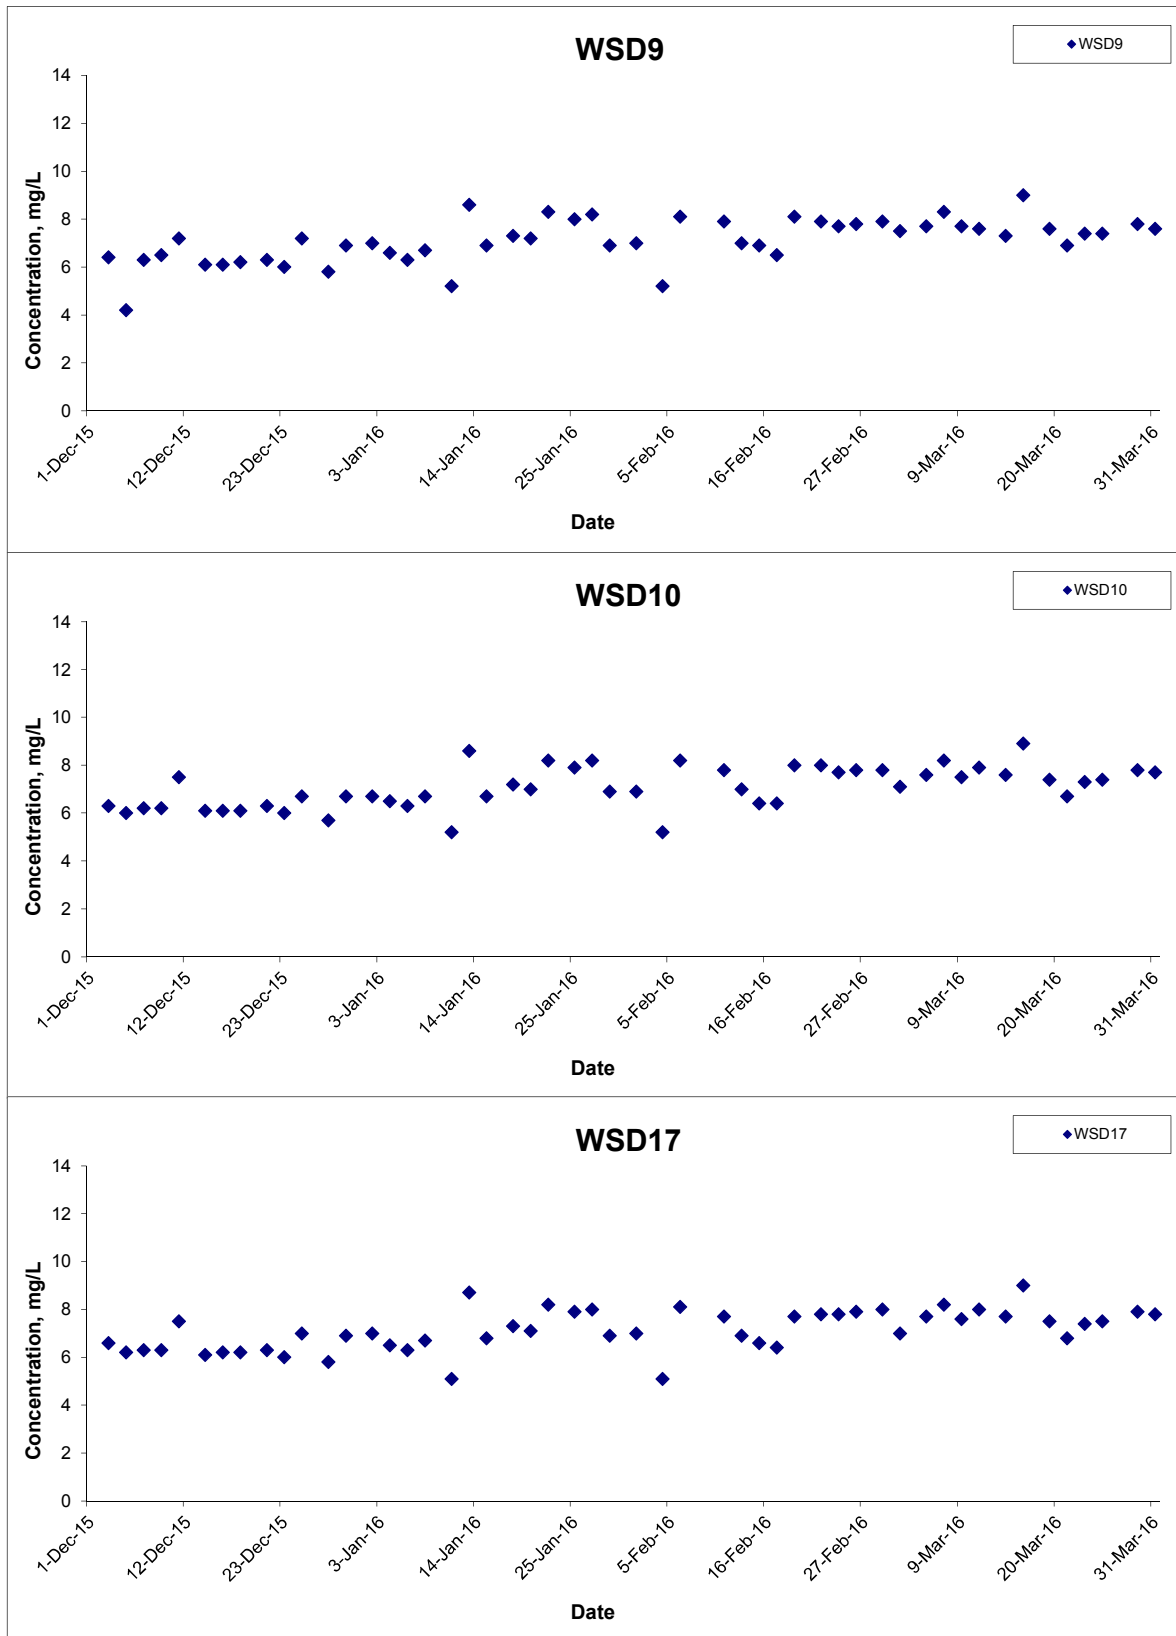 WSD9
WSD9
14
12
10
8
6
4
2
0
Concentration, mg/L
1-Dec-15
12-Dec-15
23-Dec-15
3-Jan-16
14-Jan-16
25-Jan-16
5-Feb-16
16-Feb-16
27-Feb-16
9-Mar-16
20-Mar-16
31-Mar-16
Date
WSD10
WSD10
14
12
10
8
6
4
2
0
Concentration, mg/L
1-Dec-15
12-Dec-15
23-Dec-15
3-Jan-16
14-Jan-16
25-Jan-16
5-Feb-16
16-Feb-16
27-Feb-16
9-Mar-16
20-Mar-16
31-Mar-16
Date
WSD17
WSD17
14
12
10
8
6
4
2
0
Concentration, mg/L
1-Dec-15
12-Dec-15
23-Dec-15
3-Jan-16
14-Jan-16
25-Jan-16
5-Feb-16
16-Feb-16
27-Feb-16
9-Mar-16
20-Mar-16
31-Mar-16
Date